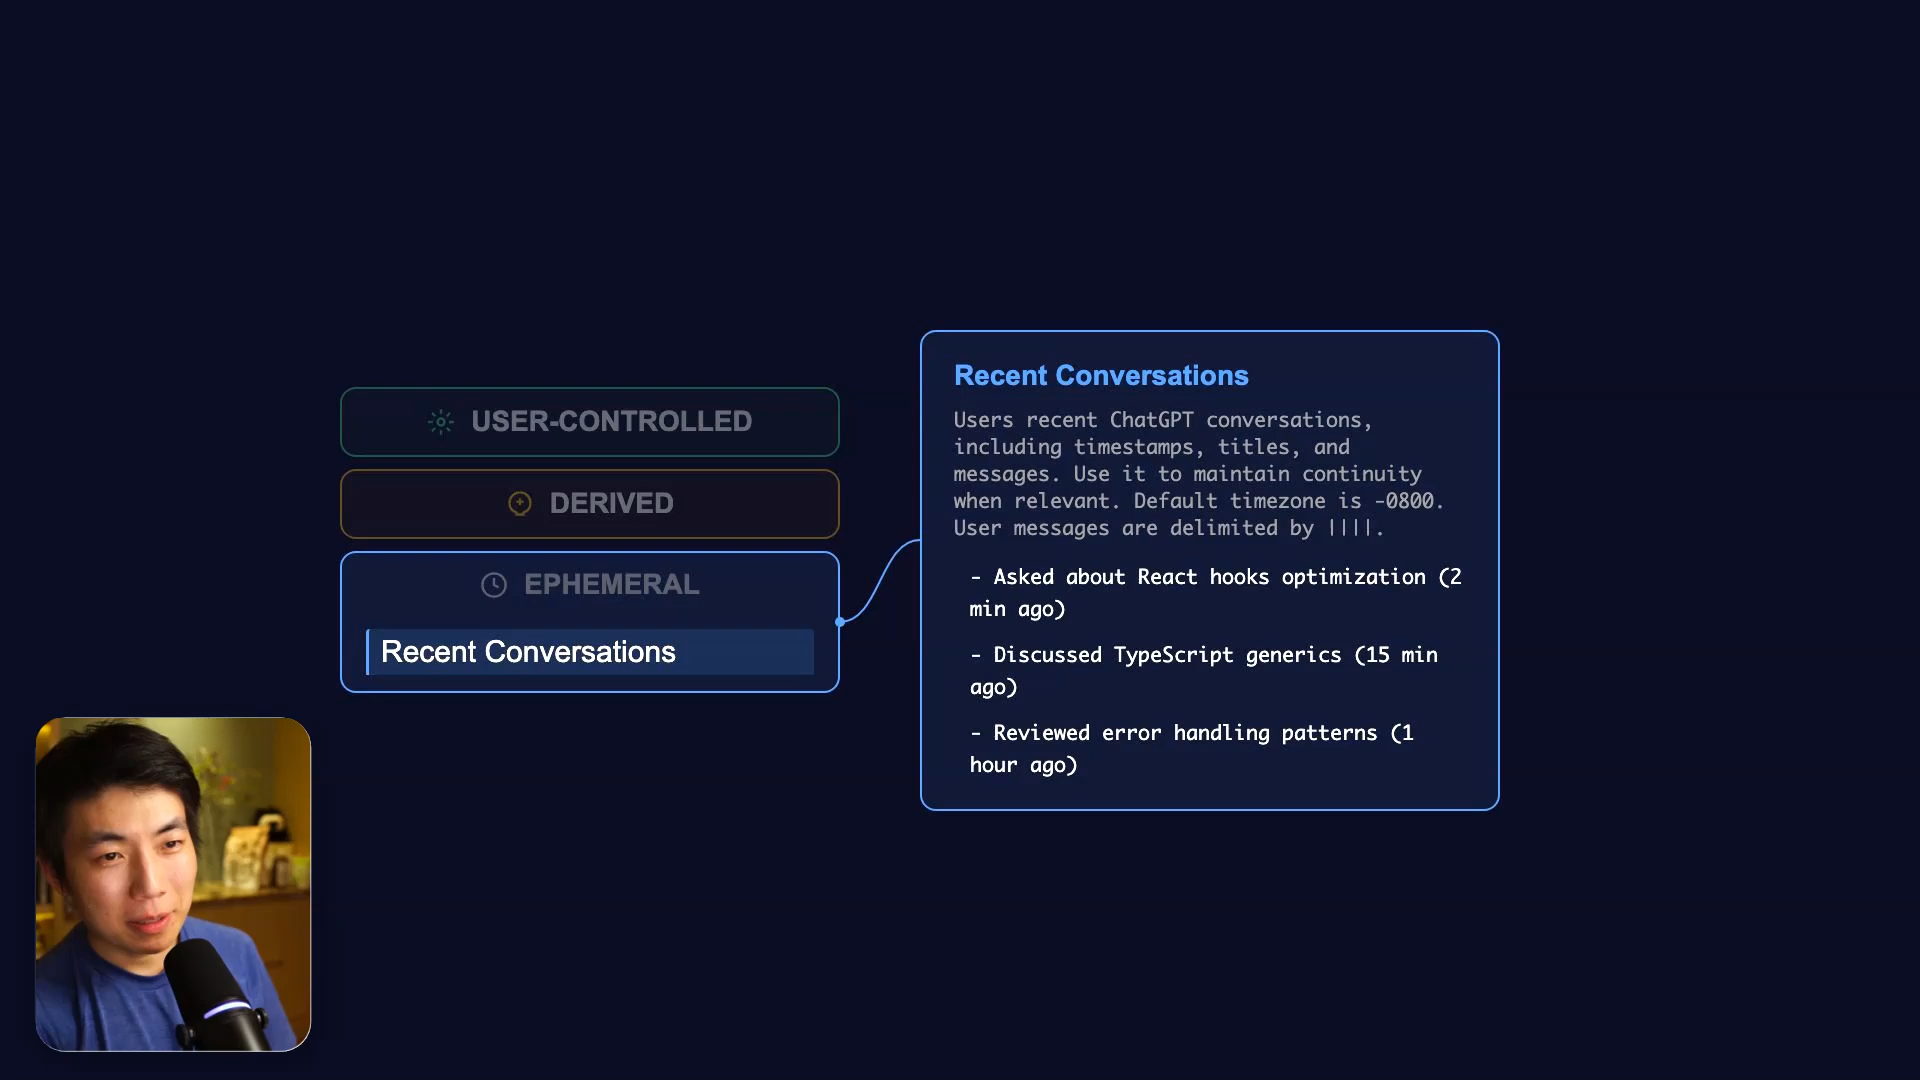 USER-CONTROLLED
DERIVED
EPHEMERAL
Recent Conversations
Recent Conversations
Users recent ChatGPT conversations,
including timestamps, titles, and
messages. Use it to maintain continuity
when relevant. Default timezone is -0800.
User messages are delimited by ||||.
- Asked about React hooks optimization (2
min ago)
- Discussed TypeScript generics (15 min
ago)
- Reviewed error handling patterns (1
hour ago)